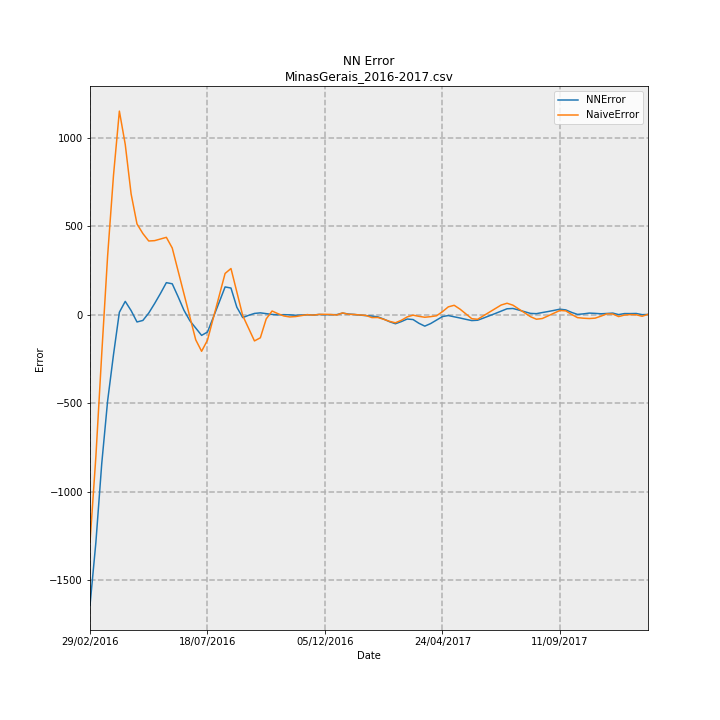 NN Error
MinasGerais_2016-2017.csv
NNError
NaiveError
1000
500
0
−500
−1000
−1500
Error
29/02/2016
18/07/2016
05/12/2016
24/04/2017
11/09/2017
Date